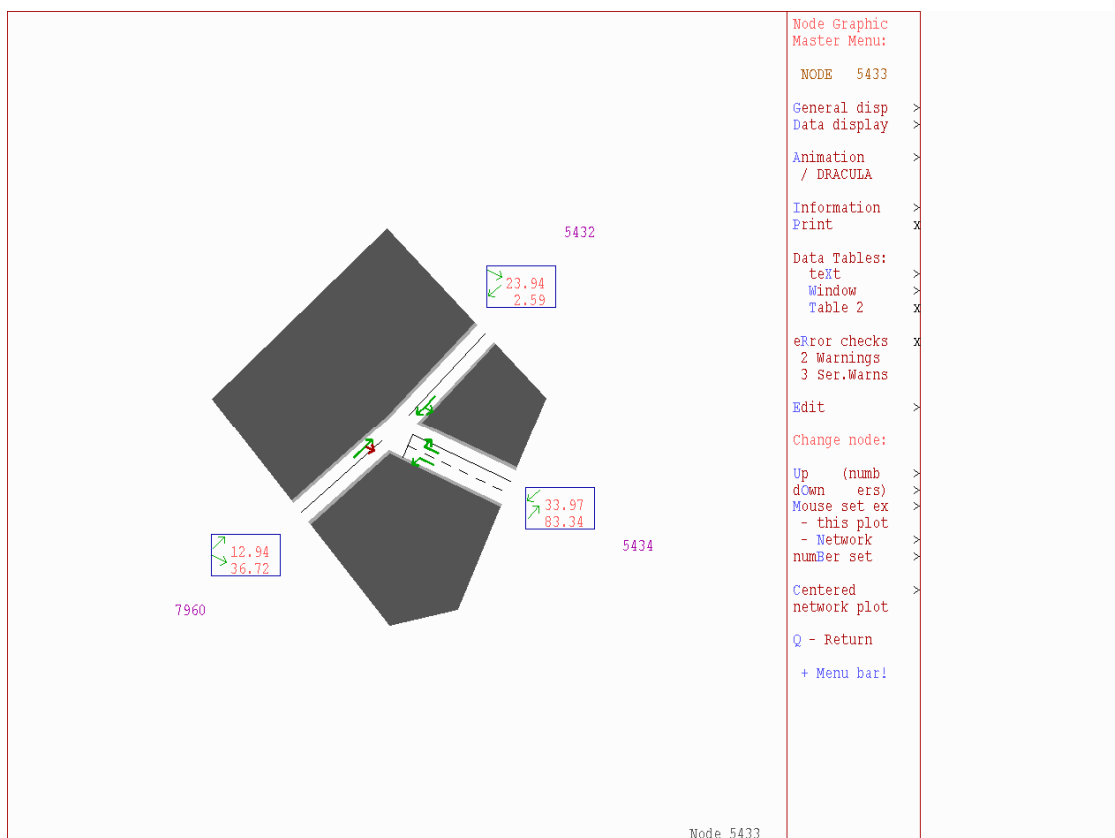 5432
23.94
2.59
33.97
83.34
5434
12.94
36.72
7960
Node 5433
Node Graphic
Master Menu:
NODE 5433
General disp >
Data display >
Animation >
/ DRACULA
Information >
Print x
Data Tables:
teXt >
Window >
Table 2 x
eRror checks x
2 Warnings
3 Ser.Warns
Edit >
Change node:
Up (numb >
dOwn ers) >
Mouse set ex >
- this plot
- Network >
numBer set >
Centered >
network plot
Q - Return
+ Menu bar!